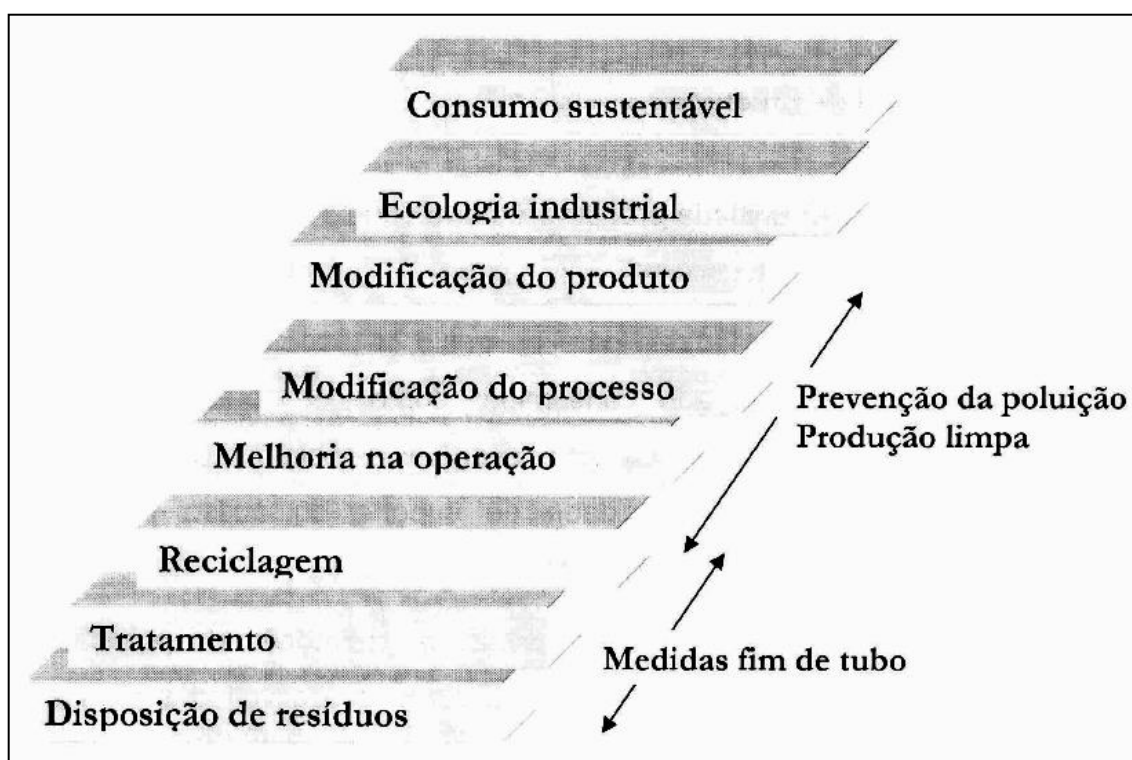 Consumo sustentável
Ecologia industrial
Modificação do produto
Modificação do processo
Prevenção da poluição
Produção limpa
Melhoria na operação
Reciclagem
Tratamento
Medidas fim de tubo
Disposição de resíduos